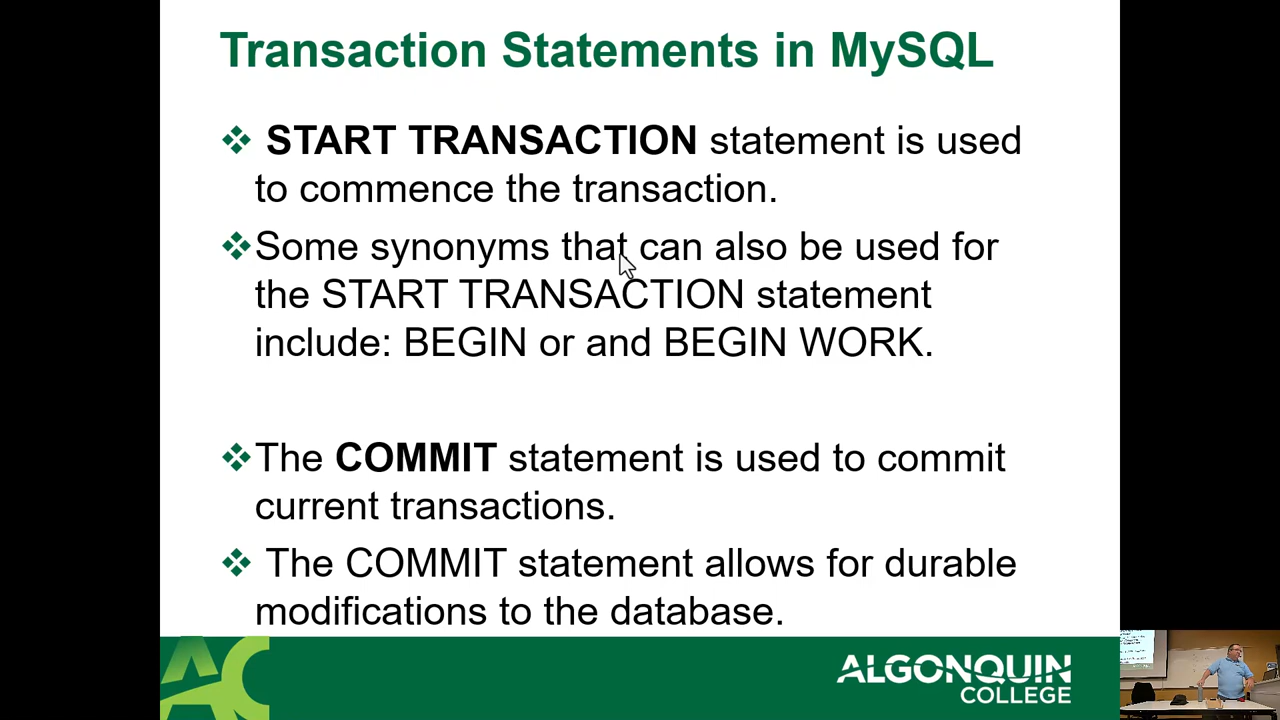 Transaction Statements in MySQL
❖ START TRANSACTION statement is used
to commence the transaction.
❖Some synonyms that can also be used for
the START TRANSACTION statement
include: BEGIN or and BEGIN WORK.
❖The COMMIT statement is used to commit
current transactions.
❖ The COMMIT statement allows for durable
modifications to the database.
AC
ALGONQUIN
COLLEGE